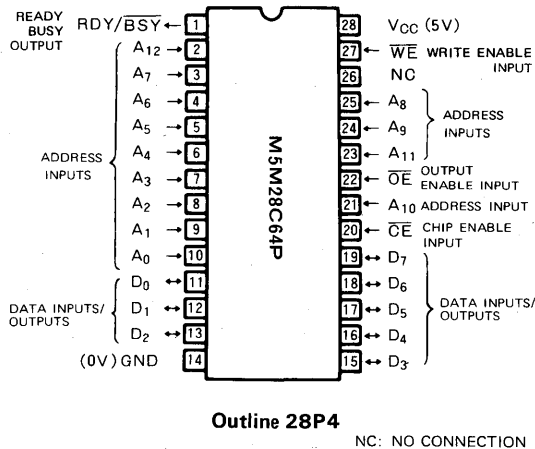 READY
BUSY
OUTPUT
RDY/BSY
1
A12
2
A7
3
A6
4
A5
5
A4
6
A3
7
A2
8
A1
9
A0
10
ADDRESS
INPUTS
D0
11
D1
12
D2
13
DATA INPUTS/
OUTPUTS
(0V) GND
14
M5M28C64P
28
VCC (5V)
27
WE WRITE ENABLE
INPUT
26
NC
25
A8
24
A9
23
A11
ADDRESS
INPUTS
22
OE OUTPUT
ENABLE INPUT
21
A10 ADDRESS INPUT
20
CE CHIP ENABLE
INPUT
19
D7
18
D6
17
D5
16
D4
15
D3
DATA INPUTS/
OUTPUTS
Outline 28P4
NC: NO CONNECTION